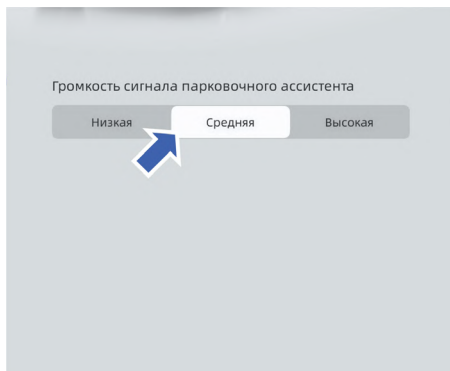 Громкость сигнала парковочного ассистента
Низкая Средняя Высокая